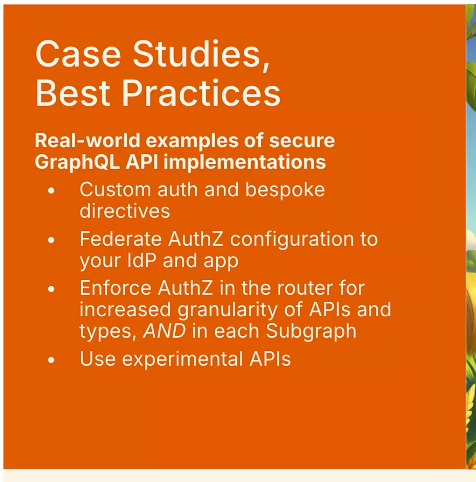 Case Studies,
Best Practices
Real-world examples of secure
GraphQL API implementations
• Custom auth and bespoke
directives
• Federate AuthZ configuration to
your IdP and app
• Enforce AuthZ in the router for
increased granularity of APIs and
types, AND in each Subgraph
• Use experimental APIs